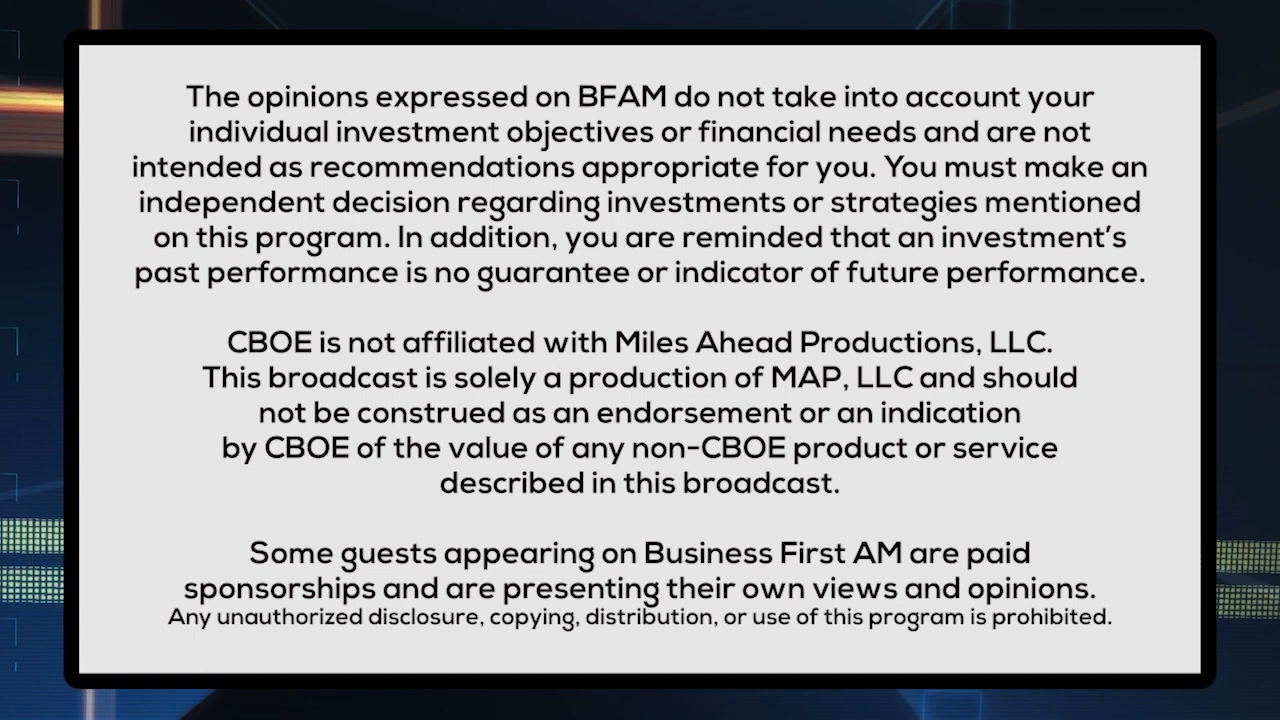 The opinions expressed on BFAM do not take into account your
individual investment objectives or financial needs and are not
intended as recommendations appropriate for you. You must make an
independent decision regarding investments or strategies mentioned
on this program. In addition, you are reminded that an investment's
past performance is no guarantee or indicator of future performance.
CBOE is not affiliated with Miles Ahead Productions, LLC.
This broadcast is solely a production of MAP, LLC and should
not be construed as an endorsement or an indication
by CBOE of the value of any non-CBOE product or service
described in this broadcast.
Some guests appearing on Business First AM are paid
sponsorships and are presenting their own views and opinions.
Any unauthorized disclosure, copying, distribution, or use of this program is prohibited.